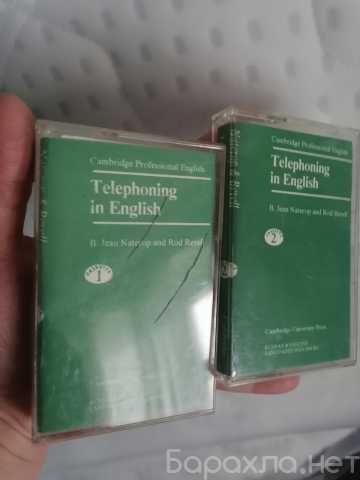 Cambridge Professional English
Telephoning
in English
B. Jean Naterop and Rod Revell
CASSETTE
1
Cambridge Professional English
Telephoning
in English
B. Jean Naterop and Rod Revell
2
Cambridge University Press
Барахла.нет